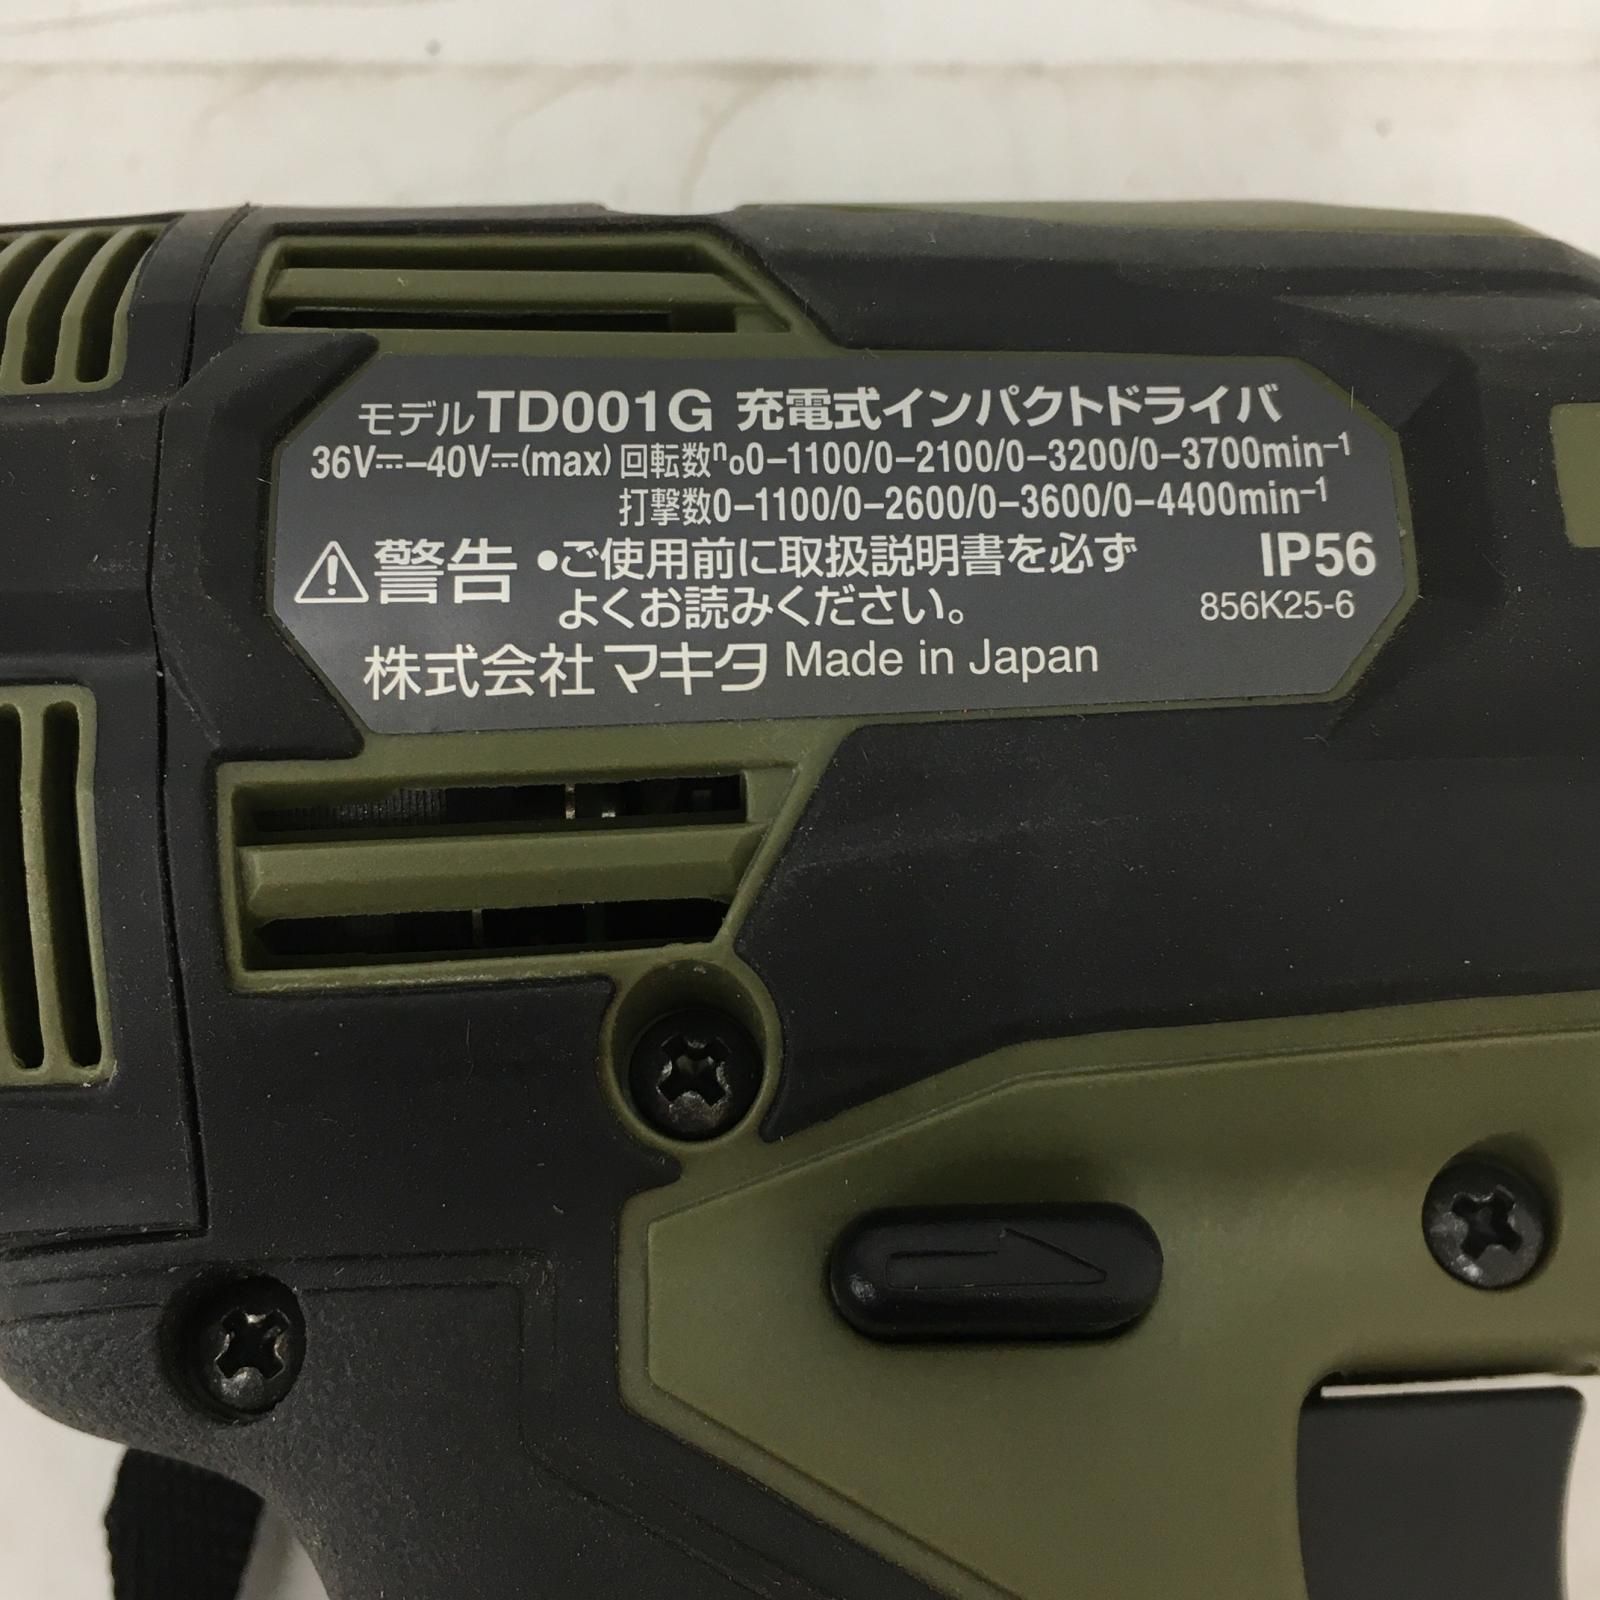 モデルTD001G 充電式インパクトドライバ
36V⎓–40V⎓(max) 回転数n₀0–1100/0–2100/0–3200/0–3700min⁻¹
打撃数0–1100/0–2600/0–3600/0–4400min⁻¹
⚠警告 •ご使用前に取扱説明書を必ず
よくお読みください。
IP56
856K25-6
株式会社マキタ Made in Japan